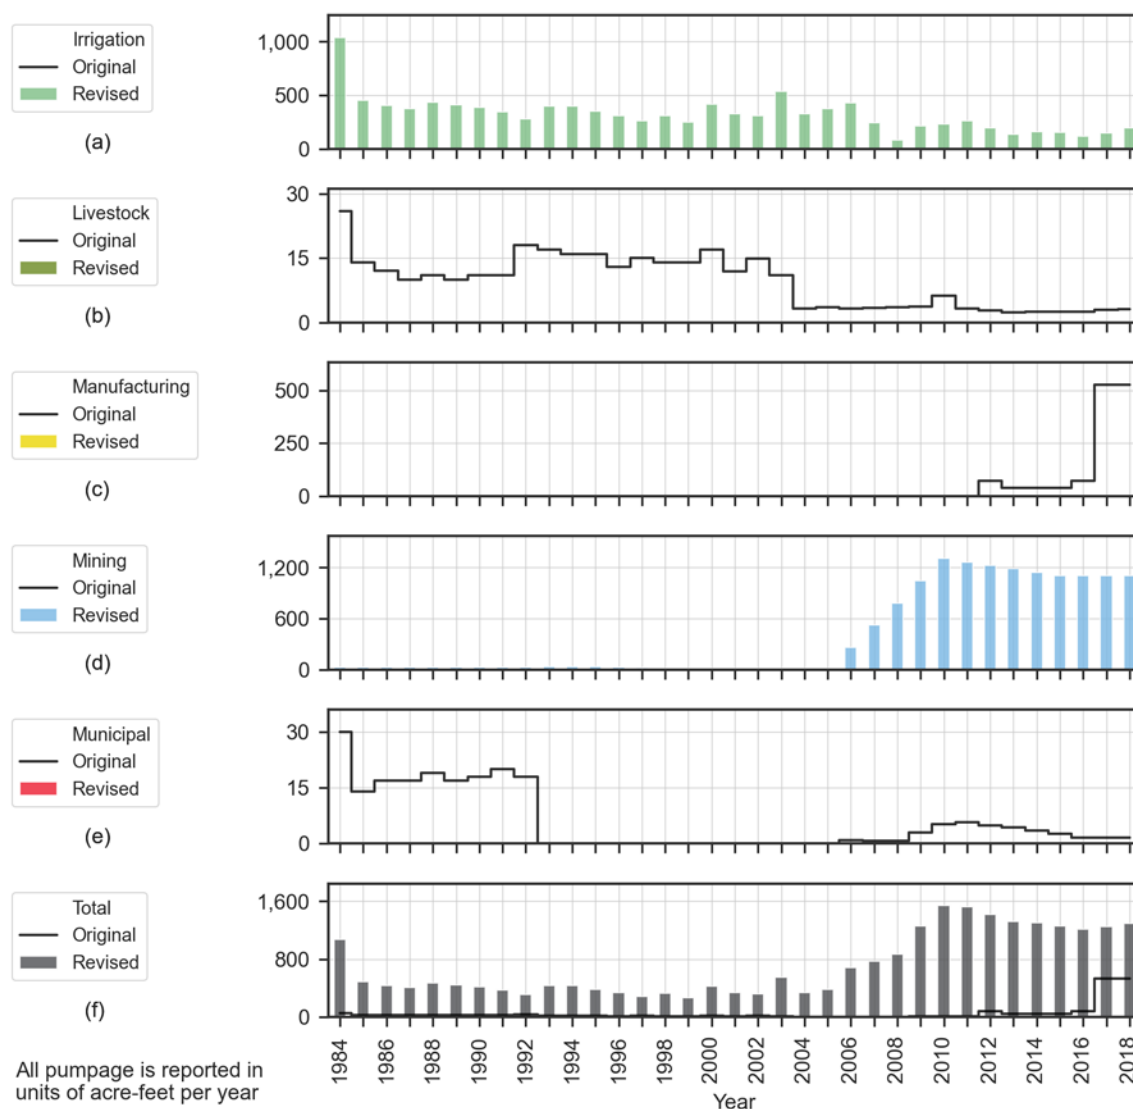 Irrigation
Original
Revised
(a)
1,000
500
0
Livestock
Original
Revised
(b)
30
15
0
Manufacturing
Original
Revised
(c)
500
250
0
Mining
Original
Revised
(d)
1,200
600
0
Municipal
Original
Revised
(e)
30
15
0
Total
Original
Revised
(f)
1,600
800
0
1984 1986 1988 1990 1992 1994 1996 1998 2000 2002 2004 2006 2008 2010 2012 2014 2016 2018
Year
All pumpage is reported in
units of acre-feet per year